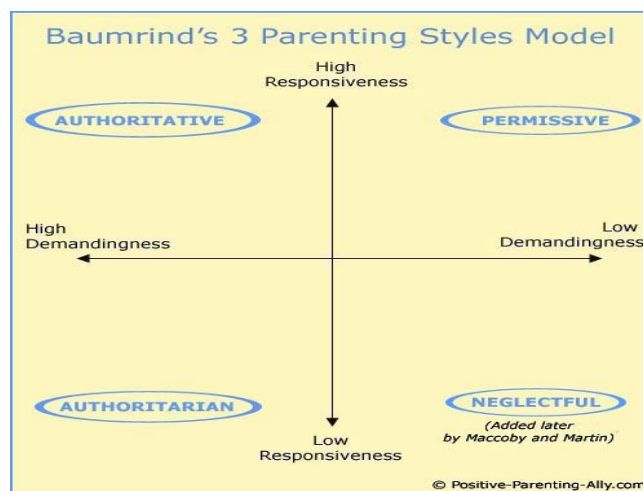 Baumrind's 3 Parenting Styles Model
High
Responsiveness
AUTHORITATIVE
PERMISSIVE
High
Demandingness
Low
Demandingness
AUTHORITARIAN
NEGLECTFUL
(Added later
by Maccoby and Martin)
Low
Responsiveness
© Positive-Parenting-Ally.com